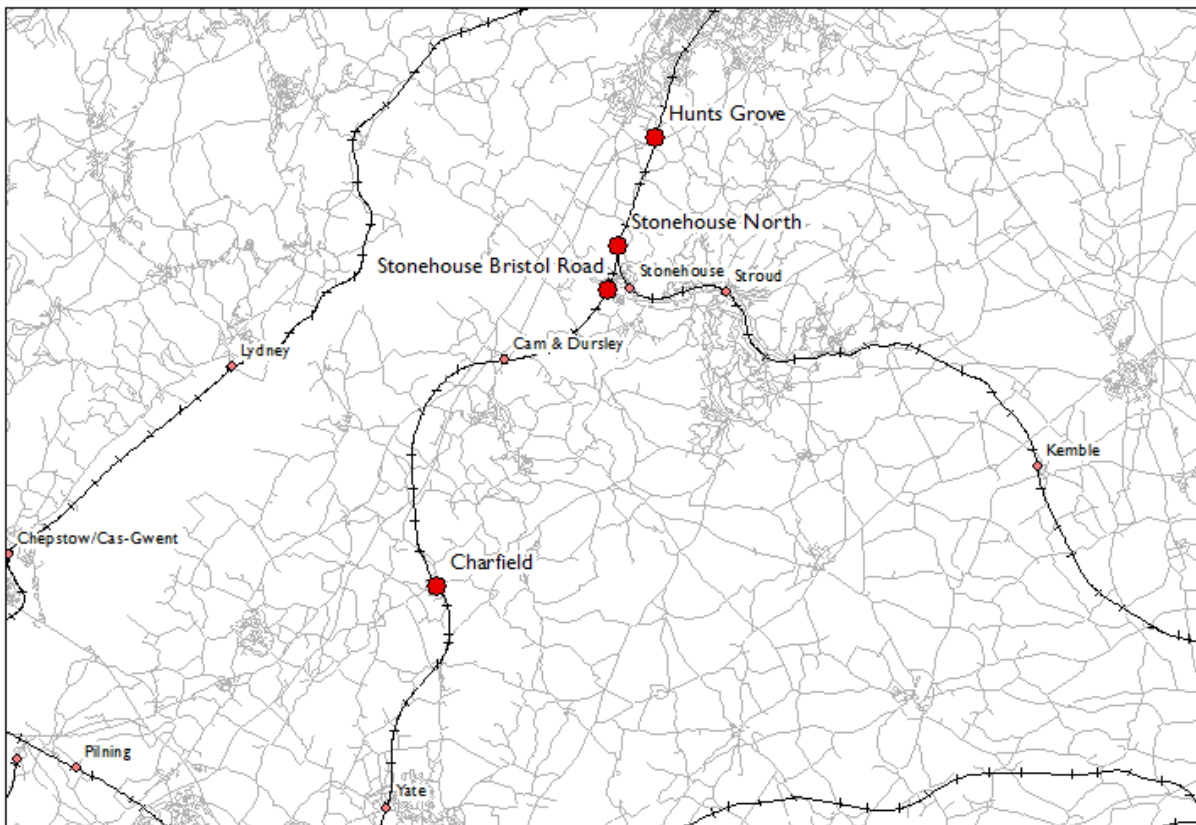 Hunts Grove
Stonehouse North
Stonehouse Bristol Road
Stonehouse
Stroud
Cam & Dursley
Lydney
Kemble
Chepstow/Cas-Gwent
Charfield
Pilning
Yate